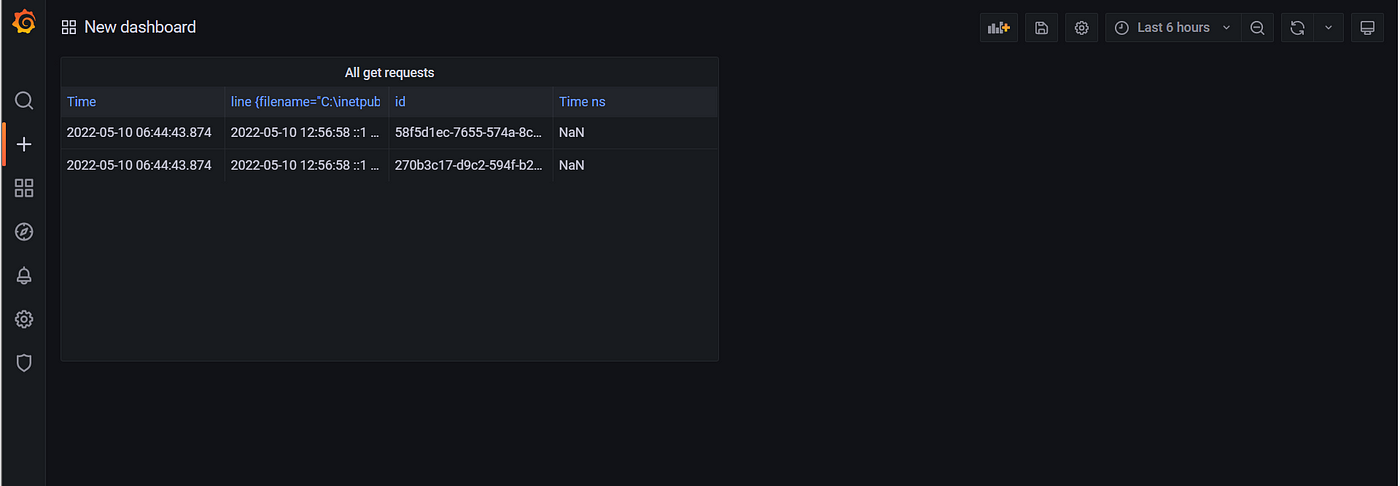 New dashboard
Last 6 hours
All get requests
Time line {filename="C:\inetpub id Time ns
2022-05-10 06:44:43.874 2022-05-10 12:56:58 ::1 ... 58f5d1ec-7655-574a-8c... NaN
2022-05-10 06:44:43.874 2022-05-10 12:56:58 ::1 ... 270b3c17-d9c2-594f-b2... NaN